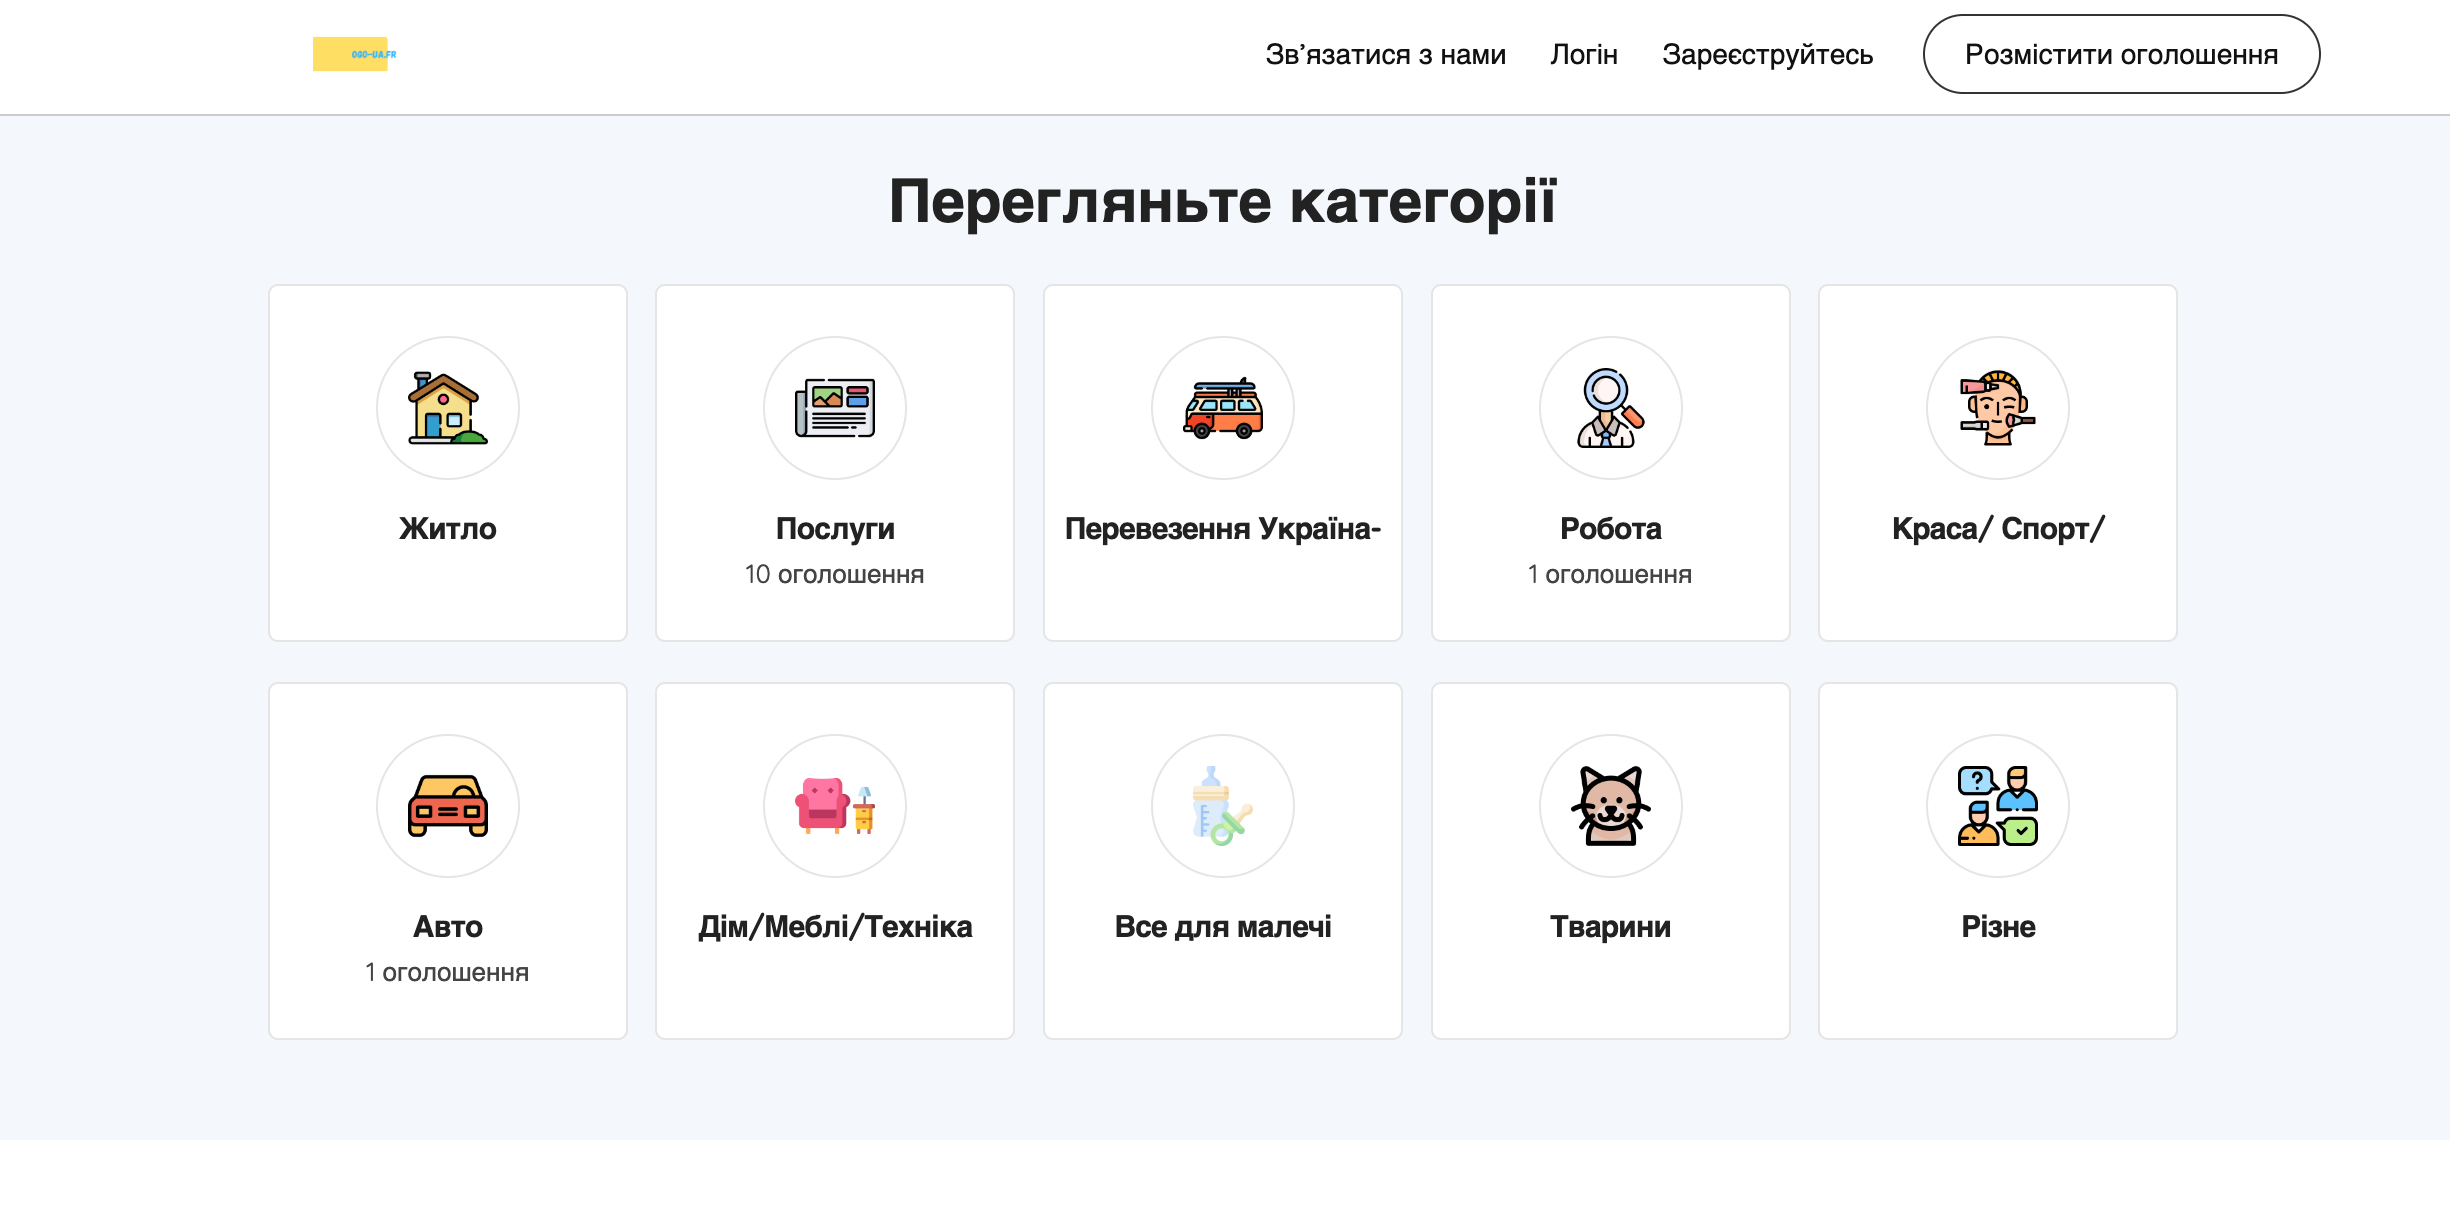 OGO-UA.FR
Зв’язатися з нами
Логін
Зареєструйтесь
Розмістити оголошення
Перегляньте категорії
Житло
Послуги
10 оголошення
Перевезення Україна-
Робота
1 оголошення
Краса/ Спорт/
Авто
1 оголошення
Дім/Меблі/Техніка
Все для малечі
Тварини
Різне